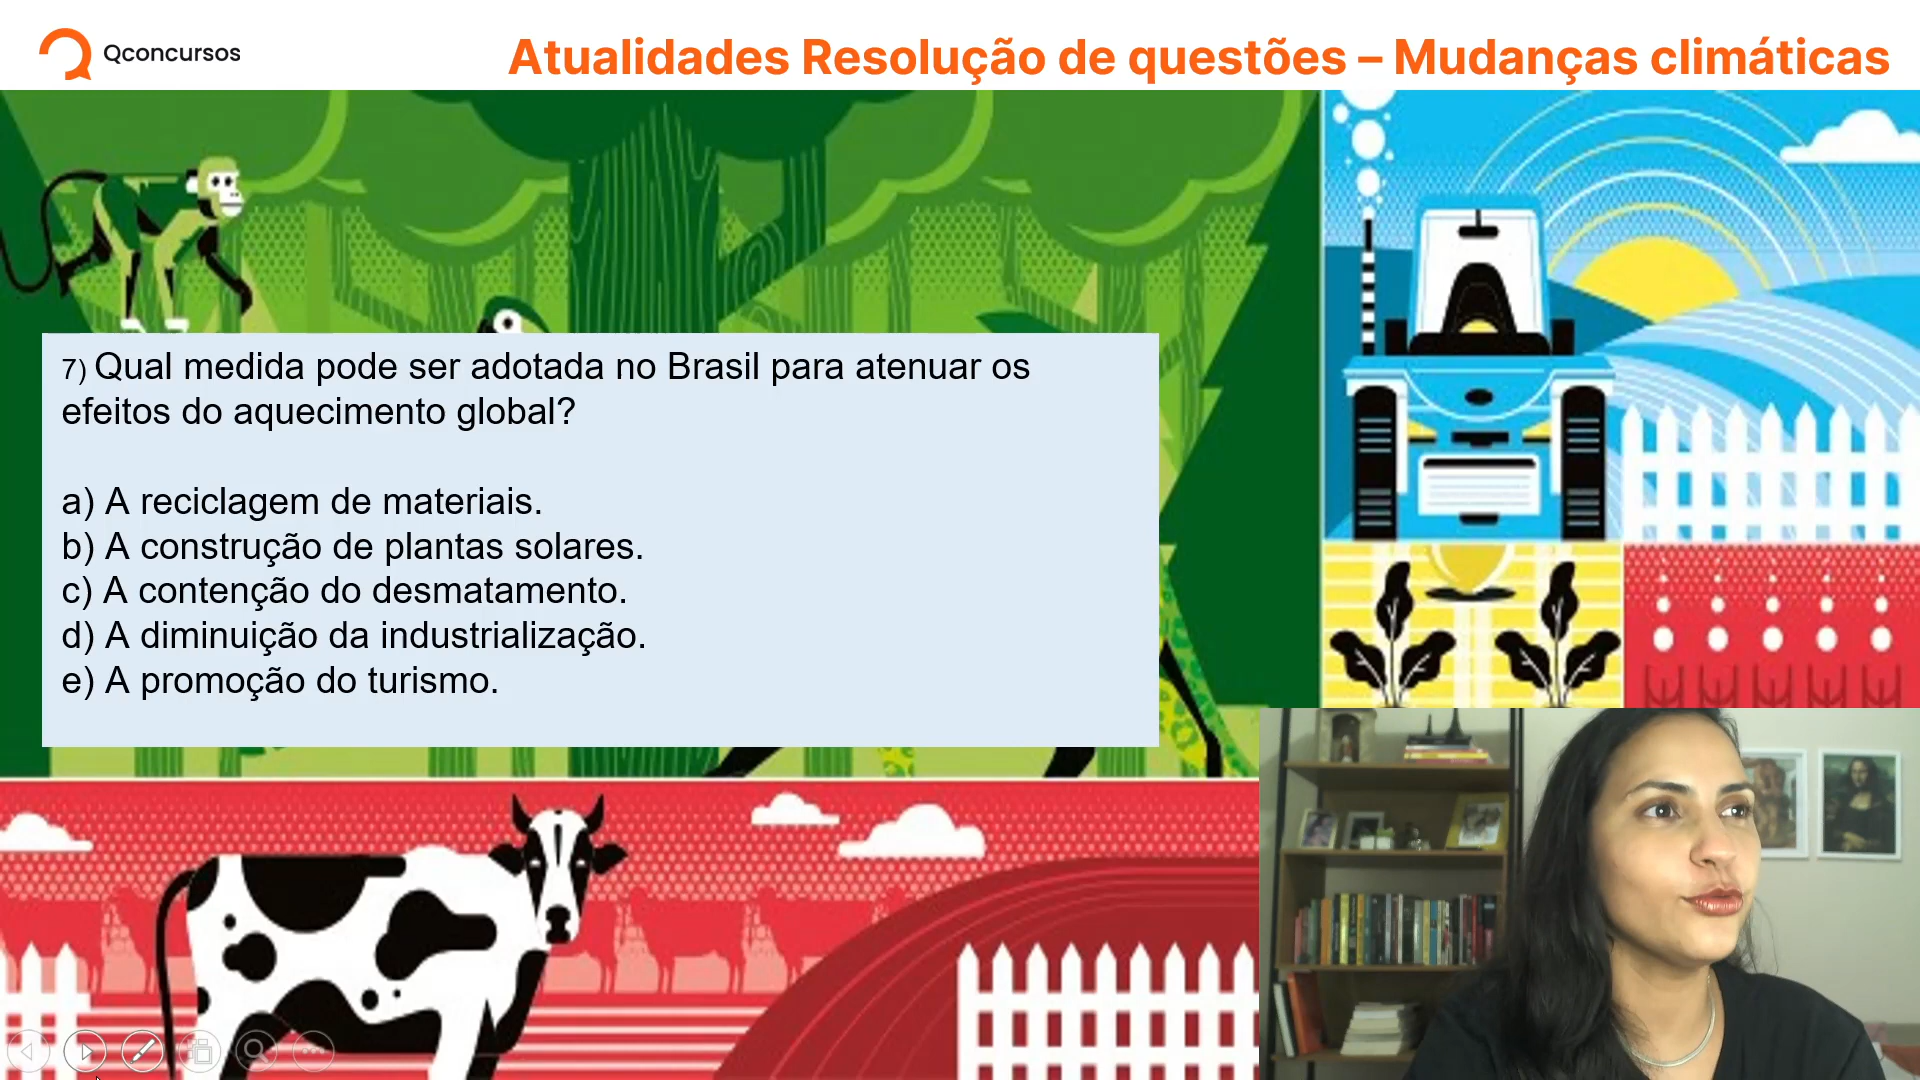 Qconcursos
Atualidades Resolução de questões – Mudanças climáticas
7) Qual medida pode ser adotada no Brasil para atenuar os
efeitos do aquecimento global?
a) A reciclagem de materiais.
b) A construção de plantas solares.
c) A contenção do desmatamento.
d) A diminuição da industrialização.
e) A promoção do turismo.